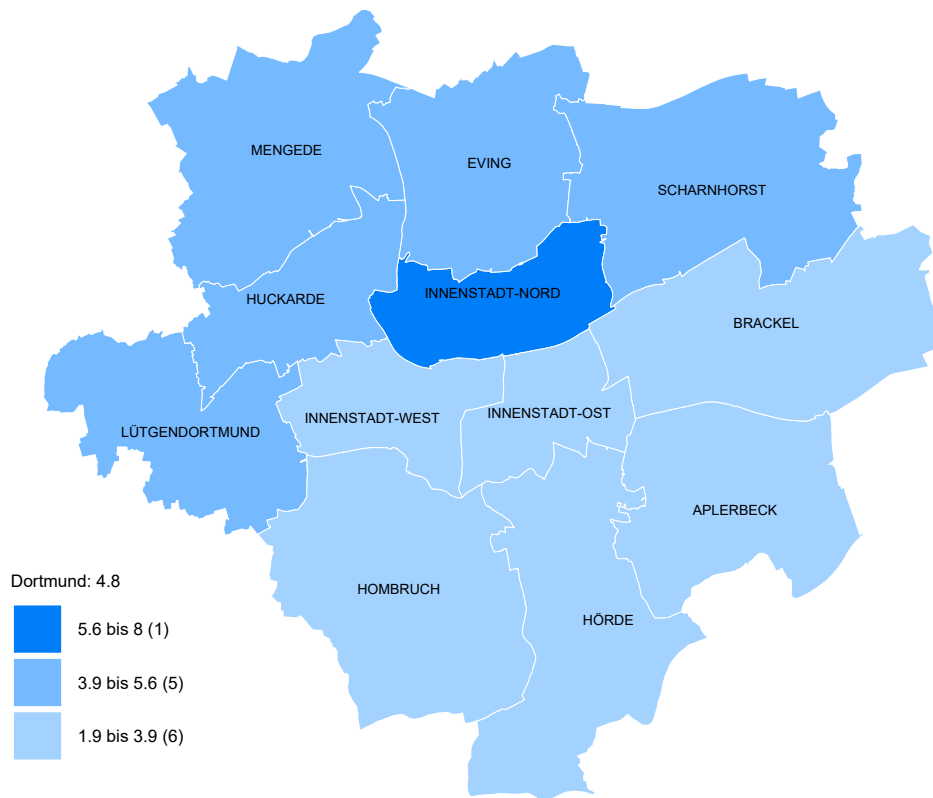 MENGEDE
EVING
SCHARNHORST
HUCKARDE
INNENSTADT-NORD
BRACKEL
LÜTGENDORTMUND
INNENSTADT-WEST
INNENSTADT-OST
APLERBECK
HOMBRUCH
HÖRDE
Dortmund: 4.8
5.6 bis 8 (1)
3.9 bis 5.6 (5)
1.9 bis 3.9 (6)